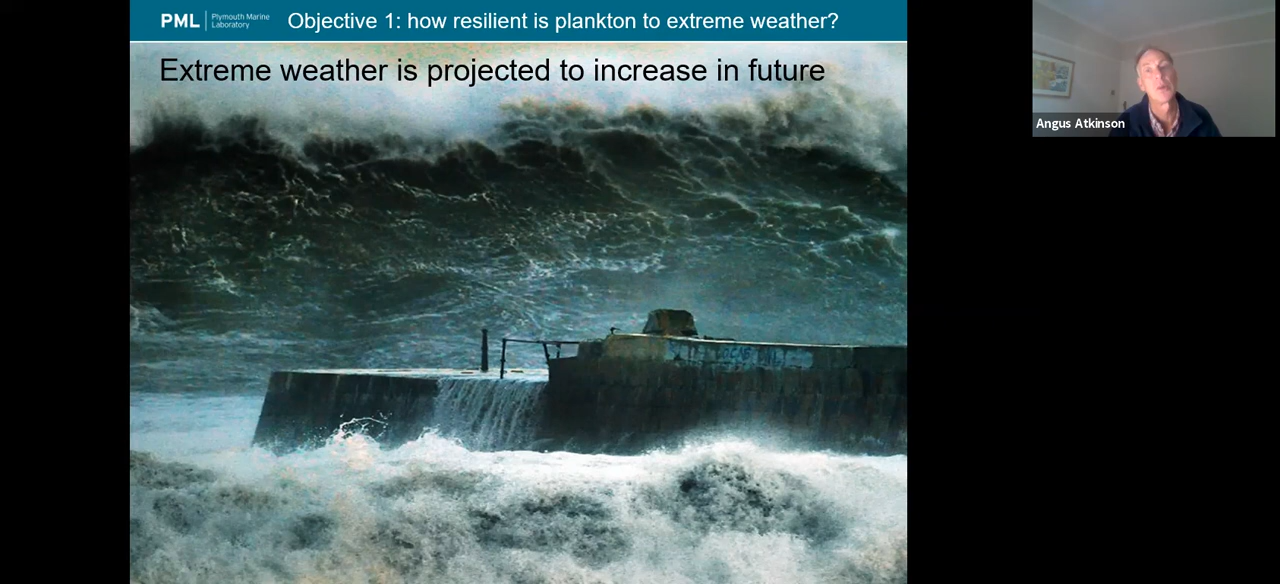 PML
Plymouth Marine
Laboratory
Objective 1: how resilient is plankton to extreme weather?
Extreme weather is projected to increase in future
Angus Atkinson